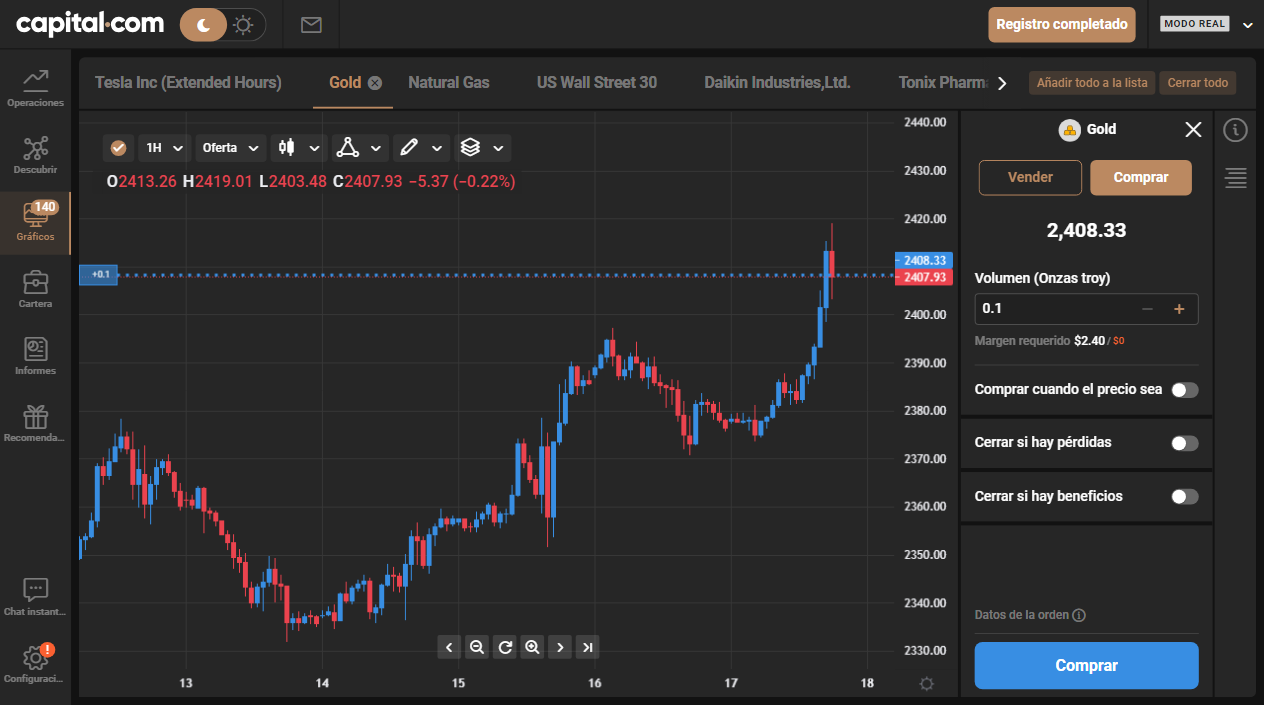 capital.com
Registro completado
MODO REAL
Operaciones
Descubrir
140
Gráficos
Cartera
Informes
Recomenda...
Chat instant...
!
Configuraci...
Tesla Inc (Extended Hours)
Gold
Natural Gas
US Wall Street 30
Daikin Industries,Ltd.
Tonix Pharm
Añadir todo a la lista
Cerrar todo
1H
Oferta
O2413.26 H2419.01 L2403.48 C2407.93 −5.37 (−0.22%)
+0.1
2440.00
2430.00
2420.00
2408.33
2407.93
2400.00
2390.00
2380.00
2370.00
2360.00
2350.00
2340.00
2330.00
13
14
15
16
17
18
Gold
Vender
Comprar
2,408.33
Volumen (Onzas troy)
0.1
Margen requerido $2.40 / $0
Comprar cuando el precio sea
Cerrar si hay pérdidas
Cerrar si hay beneficios
Datos de la orden
Comprar